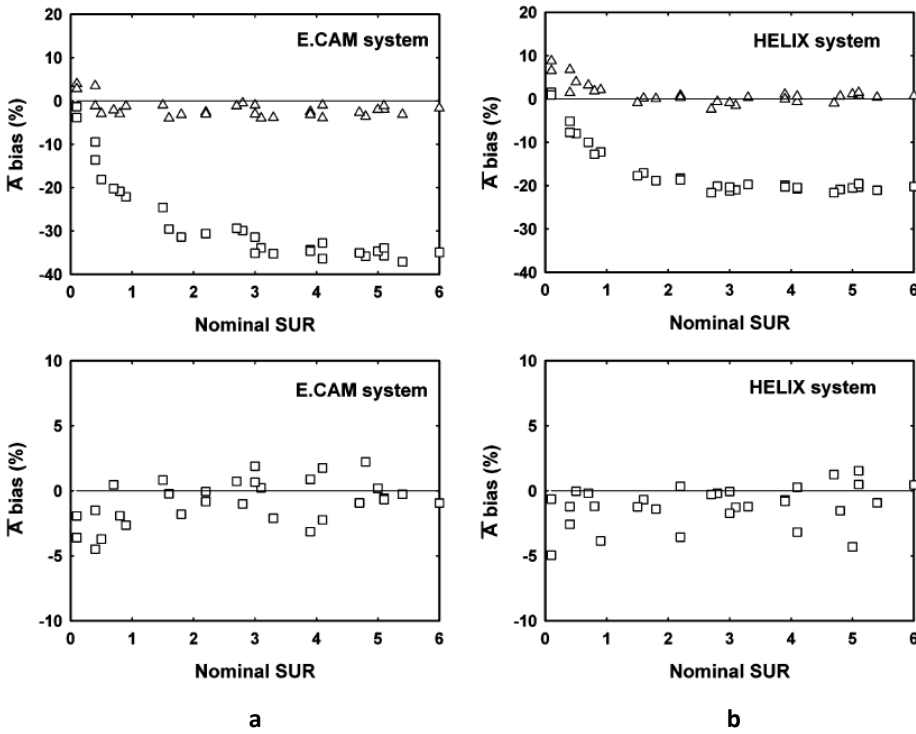 E.CAM system
20
10
0
-10
-20
-30
-40
A̅ bias (%)
0 1 2 3 4 5 6
Nominal SUR
HELIX system
20
10
0
-10
-20
-30
-40
A̅ bias (%)
0 1 2 3 4 5 6
Nominal SUR
E.CAM system
10
5
0
-5
-10
A̅ bias (%)
0 1 2 3 4 5 6
Nominal SUR
HELIX system
10
5
0
-5
-10
A̅ bias (%)
0 1 2 3 4 5 6
Nominal SUR
a
b